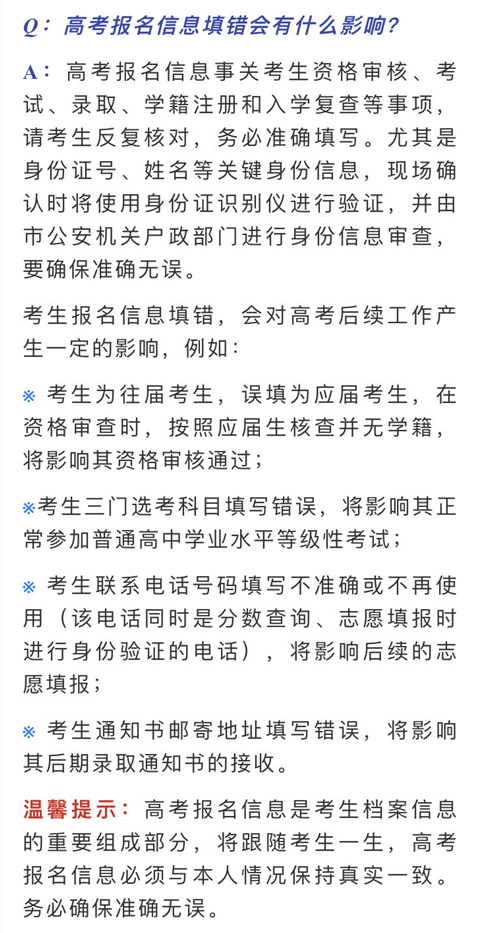 Q：高考报名信息填错会有什么影响？
A：高考报名信息事关考生资格审核、考
试、录取、学籍注册和入学复查等事项，
请考生反复核对，务必准确填写。尤其是
身份证号、姓名等关键身份信息，现场确
认时将使用身份证识别仪进行验证，并由
市公安机关户政部门进行身份信息审查，
要确保准确无误。
考生报名信息填错，会对高考后续工作产
生一定的影响，例如：
※ 考生为往届考生，误填为应届考生，在
资格审查时，按照应届生核查并无学籍，
将影响其资格审核通过；
※考生三门选考科目填写错误，将影响其正
常参加普通高中学业水平等级性考试；
※ 考生联系电话号码填写不准确或不再使
用（该电话同时是分数查询、志愿填报时
进行身份验证的电话），将影响后续的志
愿填报；
※ 考生通知书邮寄地址填写错误，将影响
其后期录取通知书的接收。
温馨提示：高考报名信息是考生档案信息
的重要组成部分，将跟随考生一生，高考
报名信息必须与本人情况保持真实一致。
务必确保准确无误。